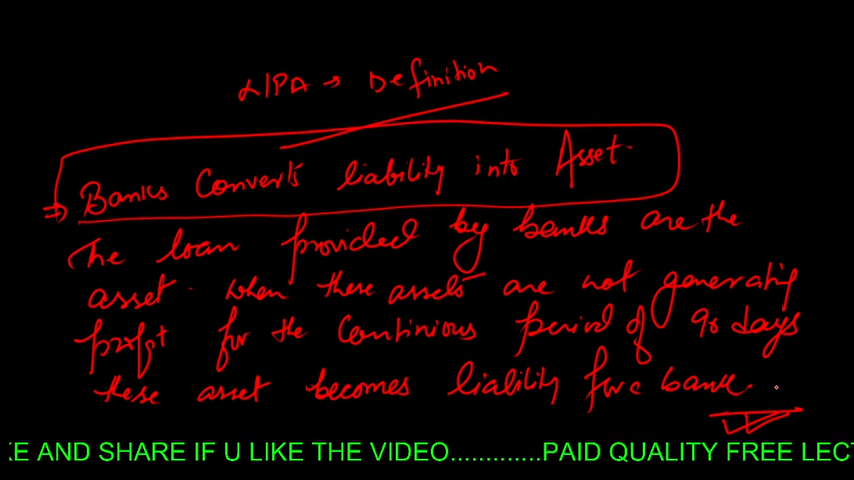 NPA → Definition
⇒ Banks Converts liability into Asset.
The loan provided by banks are the
asset. when these assets are not generating
profit for the Continious period of 90 days
these asset becomes liability for bank.
KE AND SHARE IF U LIKE THE VIDEO.............PAID QUALITY FREE LECT